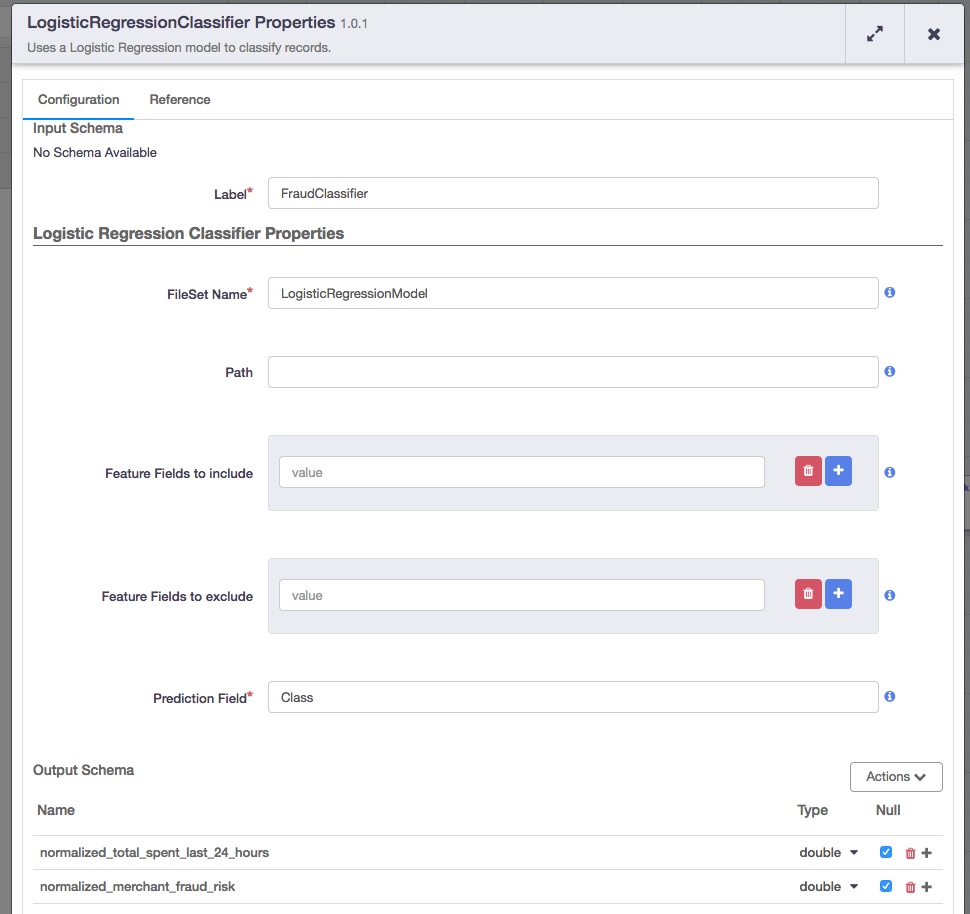 LogisticRegressionClassifier Properties 1.0.1
Uses a Logistic Regression model to classify records.
Configuration Reference
Input Schema
No Schema Available
Label* FraudClassifier
Logistic Regression Classifier Properties
FileSet Name* LogisticRegressionModel
Path
Feature Fields to include value
Feature Fields to exclude value
Prediction Field* Class
Output Schema
Actions
Name Type Null
normalized_total_spent_last_24_hours double
normalized_merchant_fraud_risk double